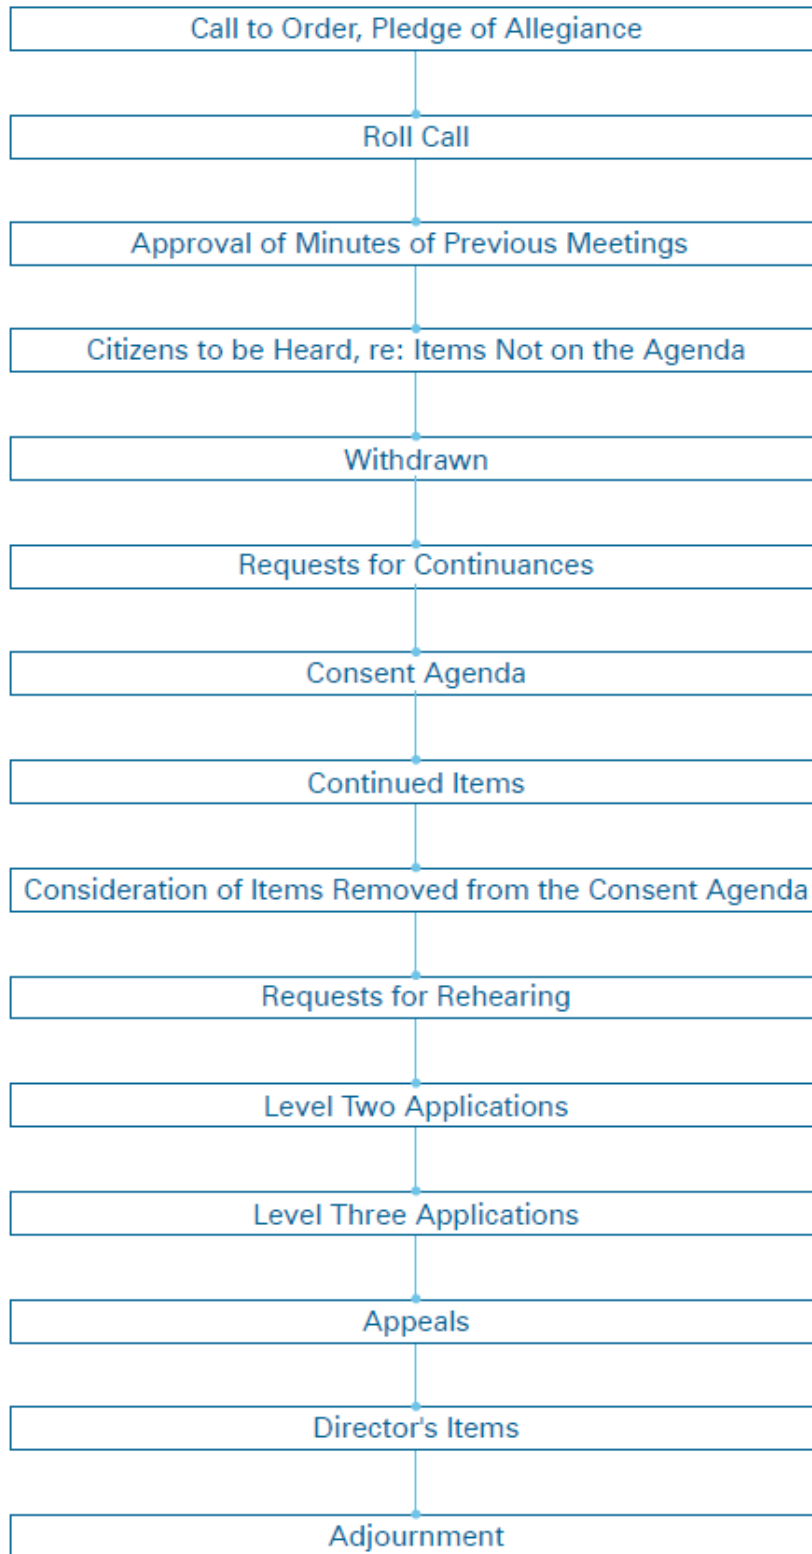 Call to Order, Pledge of Allegiance
Roll Call
Approval of Minutes of Previous Meetings
Citizens to be Heard, re: Items Not on the Agenda
Withdrawn
Requests for Continuances
Consent Agenda
Continued Items
Consideration of Items Removed from the Consent Agenda
Requests for Rehearing
Level Two Applications
Level Three Applications
Appeals
Director's Items
Adjournment